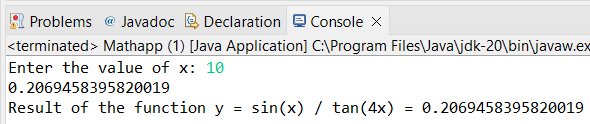 Problems @ Javadoc Declaration Console ×
<terminated> Mathapp (1) [Java Application] C:\Program Files\Java\jdk-20\bin\javaw.ex
Enter the value of x: 10
0.2069458395820019
Result of the function y = sin(x) / tan(4x) = 0.2069458395820019